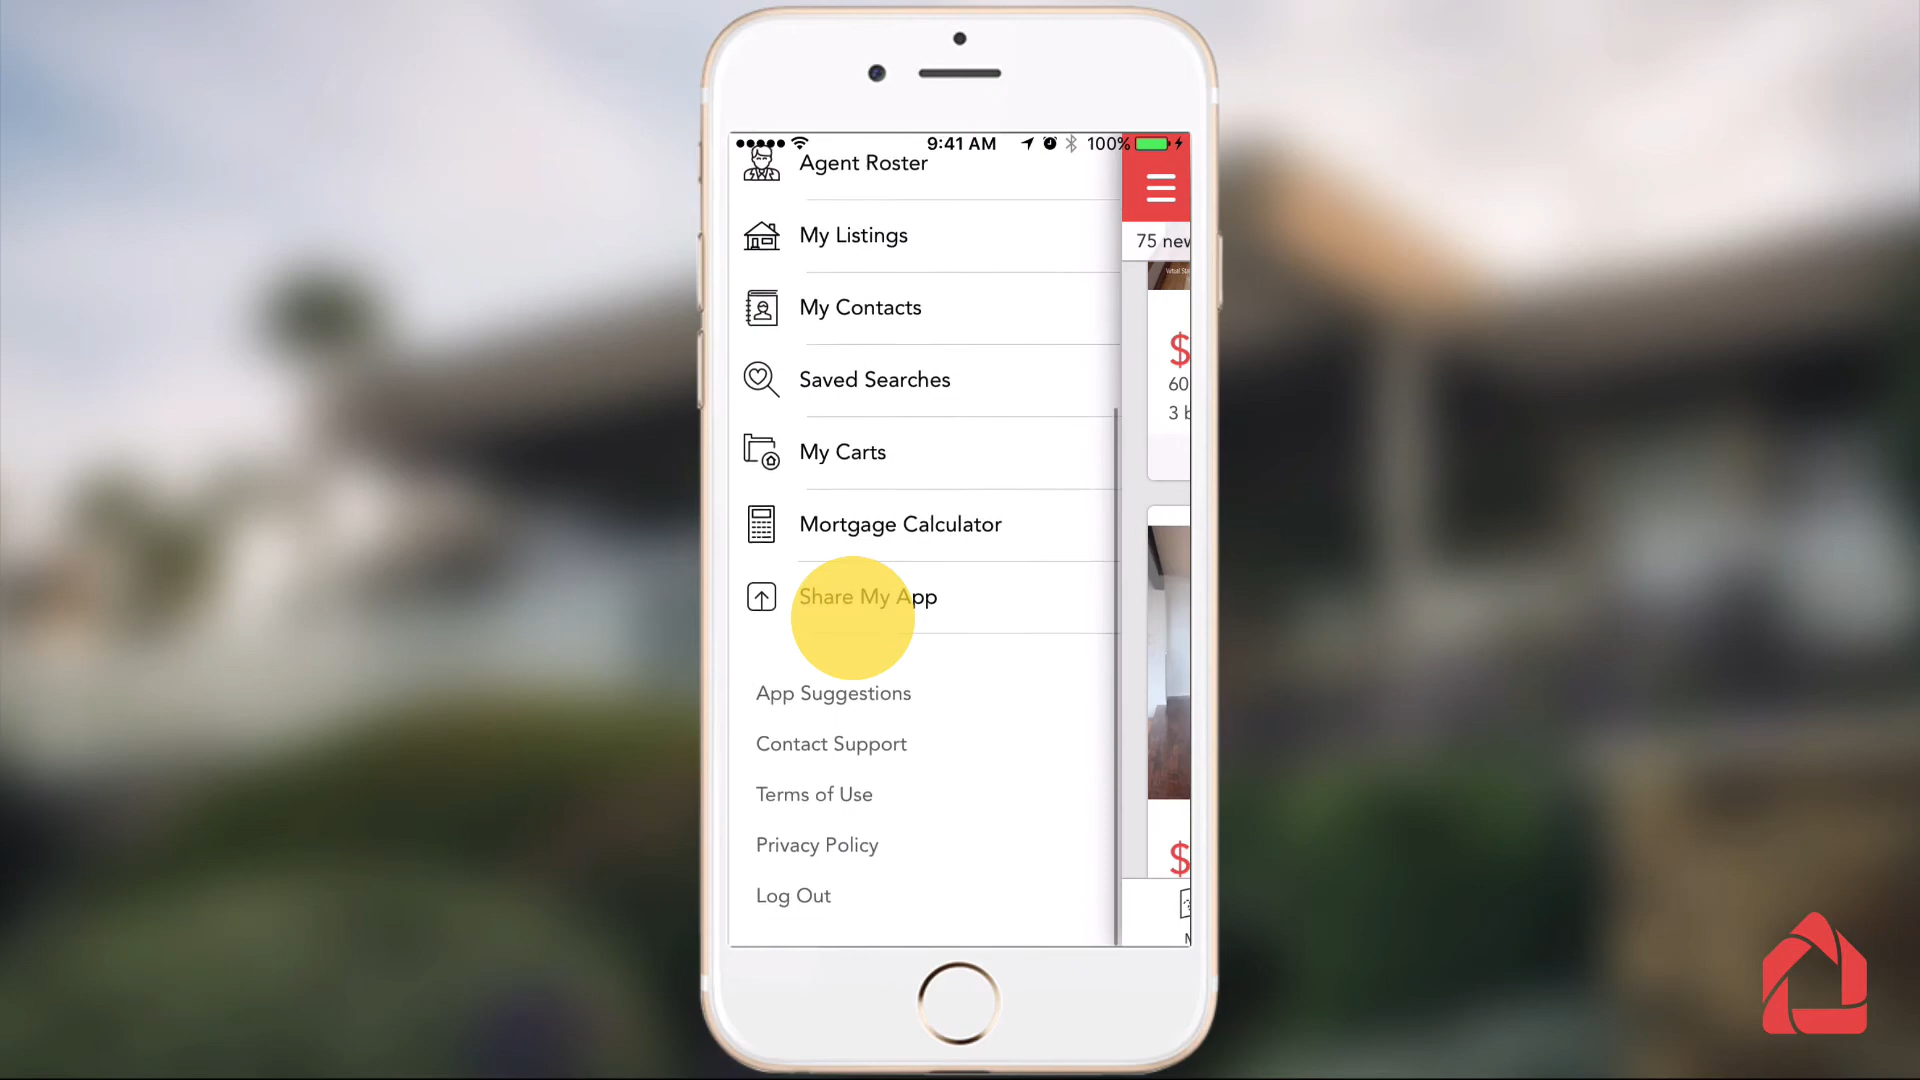 9:41 AM 100%
Agent Roster
My Listings
75 new
My Contacts
$
60
Saved Searches
3 b
My Carts
Mortgage Calculator
Share My App
App Suggestions
Contact Support
Terms of Use
Privacy Policy
$
Log Out